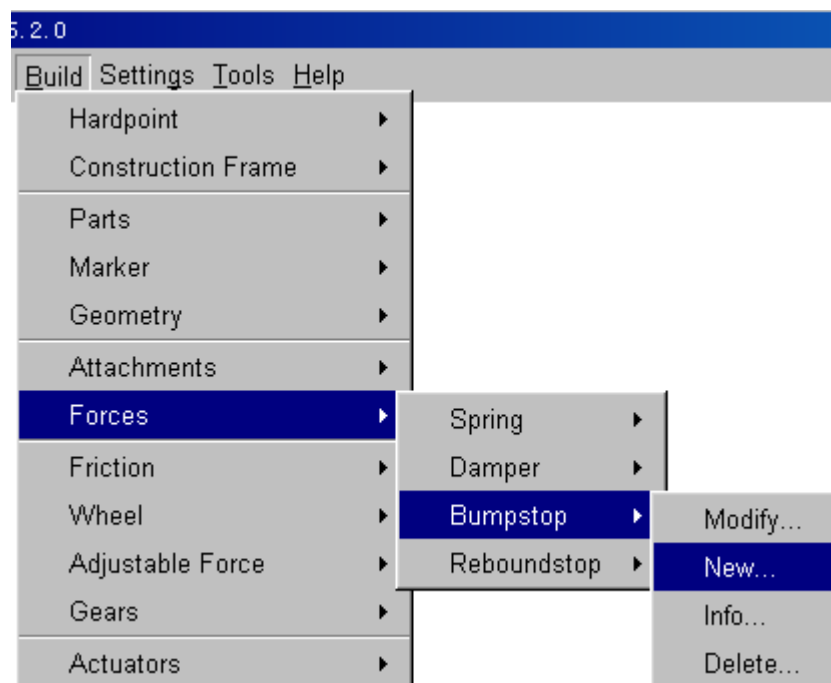 5.2.0
Build Settings Tools Help
Hardpoint
Construction Frame
Parts
Marker
Geometry
Attachments
Forces
Friction
Wheel
Adjustable Force
Gears
Actuators
Spring
Damper
Bumpstop
Reboundstop
Modify...
New...
Info...
Delete...